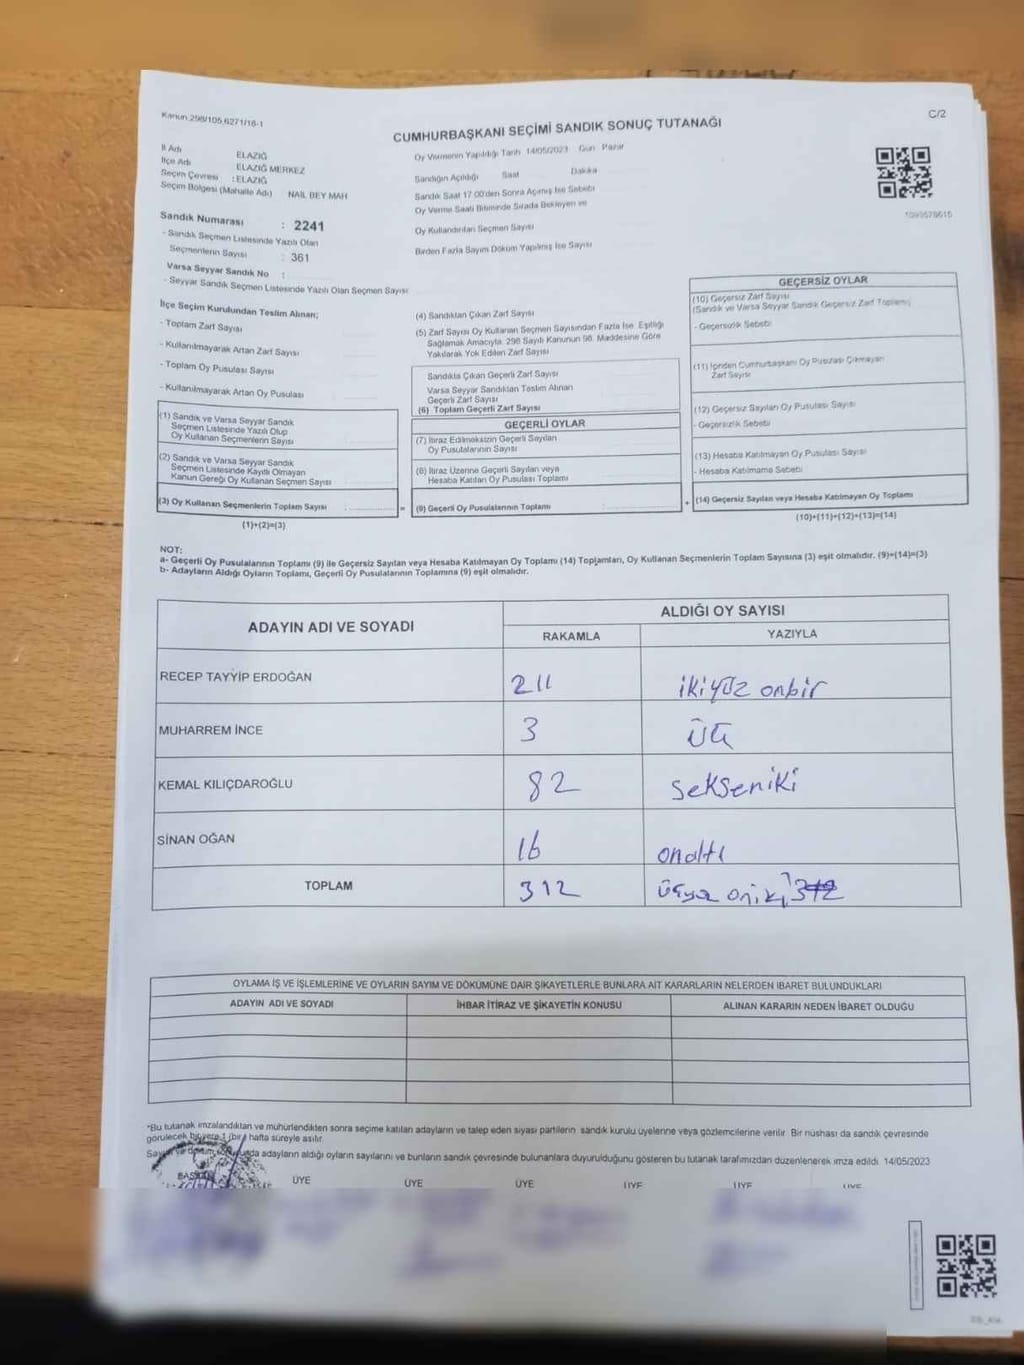 Kanun 298/105,6271/18-1
C/2
CUMHURBAŞKANI SEÇİMİ SANDIK SONUÇ TUTANAĞI
İl Adı ELAZIĞ
İlçe Adı ELAZIĞ MERKEZ
Seçim Çevresi : ELAZIĞ
Seçim Bölgesi (Mahalle Adı) NAİL BEY MAH
Sandık Numarası : 2241
- Sandık Seçmen Listesinde Yazılı Olan
Seçmenlerin Sayısı : 361
Varsa Seyyar Sandık No :
- Seyyar Sandık Seçmen Listesinde Yazılı Olan Seçmen Sayısı
Oy Vermenin Yapıldığı Tarih 14/05/2023 Gün Pazar
Sandığın Açıldığı Saat Dakika
Sandık Saat 17:00'den Sonra Açılmış İse Sebebi
Oy Verme Saati Bitiminde Sırada Bekleyen ve
Oy Kullandırılan Seçmen Sayısı
Birden Fazla Sayım Döküm Yapılmış İse Sayısı
İlçe Seçim Kurulundan Teslim Alınan;
- Toplam Zarf Sayısı
- Kullanılmayarak Artan Zarf Sayısı
- Toplam Oy Pusulası Sayısı
- Kullanılmayarak Artan Oy Pusulası
(1) Sandık ve Varsa Seyyar Sandık
Seçmen Listesinde Yazılı Olup
Oy Kullanan Seçmenlerin Sayısı
(2) Sandık ve Varsa Seyyar Sandık
Seçmen Listesinde Kayıtlı Olmayan
Kanun Gereği Oy Kullanan Seçmen Sayısı
(3) Oy Kullanan Seçmenlerin Toplam Sayısı
(1)+(2)=(3)
(4) Sandıktan Çıkan Zarf Sayısı
(5) Zarf Sayısı Oy Kullanan Seçmen Sayısından Fazla İse, Eşitliği
Sağlamak Amacıyla, 298 Sayılı Kanunun 98. Maddesine Göre
Yakılarak Yok Edilen Zarf Sayısı
Sandıkta Çıkan Geçerli Zarf Sayısı
Varsa Seyyar Sandıktan Teslim Alınan
Geçerli Zarf Sayısı
(6) Toplam Geçerli Zarf Sayısı
GEÇERLİ OYLAR
(7) İtiraz Edilmeksizin Geçerli Sayılan
Oy Pusulalarının Sayısı
(8) İtiraz Üzerine Geçerli Sayılan veya
Hesaba Katılan Oy Pusulası Toplamı
= (9) Geçerli Oy Pusulalarının Toplamı
GEÇERSİZ OYLAR
(10) Geçersiz Zarf Sayısı
(Sandık ve Varsa Seyyar Sandık Geçersiz Zarf Toplamı)
- Geçersizlik Sebebi
(11) İçinden Cumhurbaşkanı Oy Pusulası Çıkmayan
Zarf Sayısı
(12) Geçersiz Sayılan Oy Pusulası Sayısı
- Geçersizlik Sebebi
(13) Hesaba Katılmayan Oy Pusulası Sayısı
- Hesaba Katılmama Sebebi
+ (14) Geçersiz Sayılan veya Hesaba Katılmayan Oy Toplamı
(10)+(11)+(12)+(13)=(14)
NOT:
a- Geçerli Oy Pusulalarının Toplamı (9) ile Geçersiz Sayılan veya Hesaba Katılmayan Oy Toplamı (14) Toplamları, Oy Kullanan Seçmenlerin Toplam Sayısına (3) eşit olmalıdır. (9)+(14)=(3)
b- Adayların Aldığı Oyların Toplamı, Geçerli Oy Pusulalarının Toplamına (9) eşit olmalıdır.
ADAYIN ADI VE SOYADI ALDIĞI OY SAYISI
RAKAMLA YAZIYLA
RECEP TAYYİP ERDOĞAN 211 ikiyüz onbir
MUHARREM İNCE 3 üç
KEMAL KILIÇDAROĞLU 82 sekseniki
SİNAN OĞAN 16 onaltı
TOPLAM 312 üçyüz oniki 312
OYLAMA İŞ VE İŞLEMLERİNE VE OYLARIN SAYIM VE DÖKÜMÜNE DAİR ŞİKAYETLERLE BUNLARA AİT KARARLARIN NELERDEN İBARET BULUNDUKLARI
ADAYIN ADI VE SOYADI İHBAR İTİRAZ VE ŞİKAYETİN KONUSU ALINAN KARARIN NEDEN İBARET OLDUĞU
*Bu tutanak imzalandıktan ve mühürlendikten sonra seçime katılan adayların ve talep eden siyasi partilerin sandık kurulu üyelerine veya gözlemcilerine verilir. Bir nüshası da sandık çevresinde
görülecek bir yere 1 (bir) hafta süreyle asılır.
adayların aldığı oyların sayılarını ve bunların sandık çevresinde bulunanlara duyurulduğunu gösteren bu tutanak tarafımızdan düzenlenerek imza edildi. 14/05/2023
ÜYE ÜYE ÜYE ÜYE ÜYE ÜYE